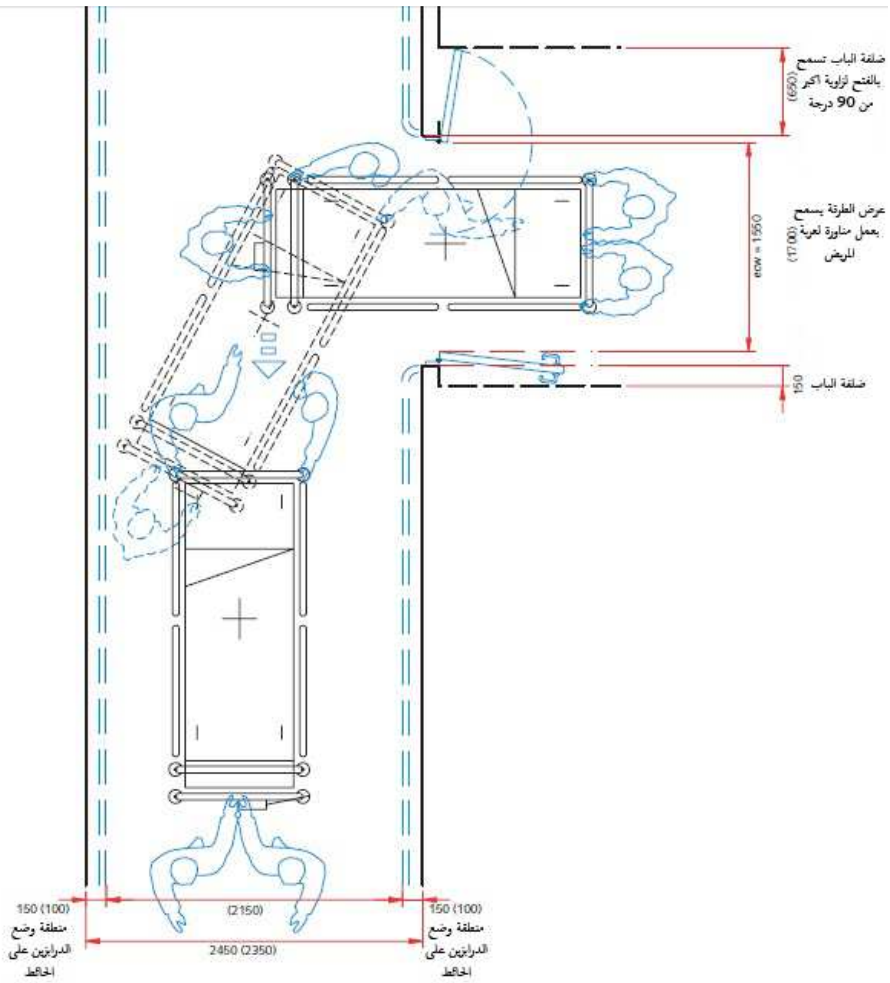 ضلفة الباب تسمح
بالفتح لزاوية اكبر
من 90 درجة
(650)
عرض الطرقة يسمح
بعمل مناورة لعربة
المريض
(1700)
ecw = 1550
ضلفة الباب
150
150 (100)
منطقة وضع
الدرابزين على
الحائط
(2150)
2450 (2350)
150 (100)
منطقة وضع
الدرابزين على
الحائط